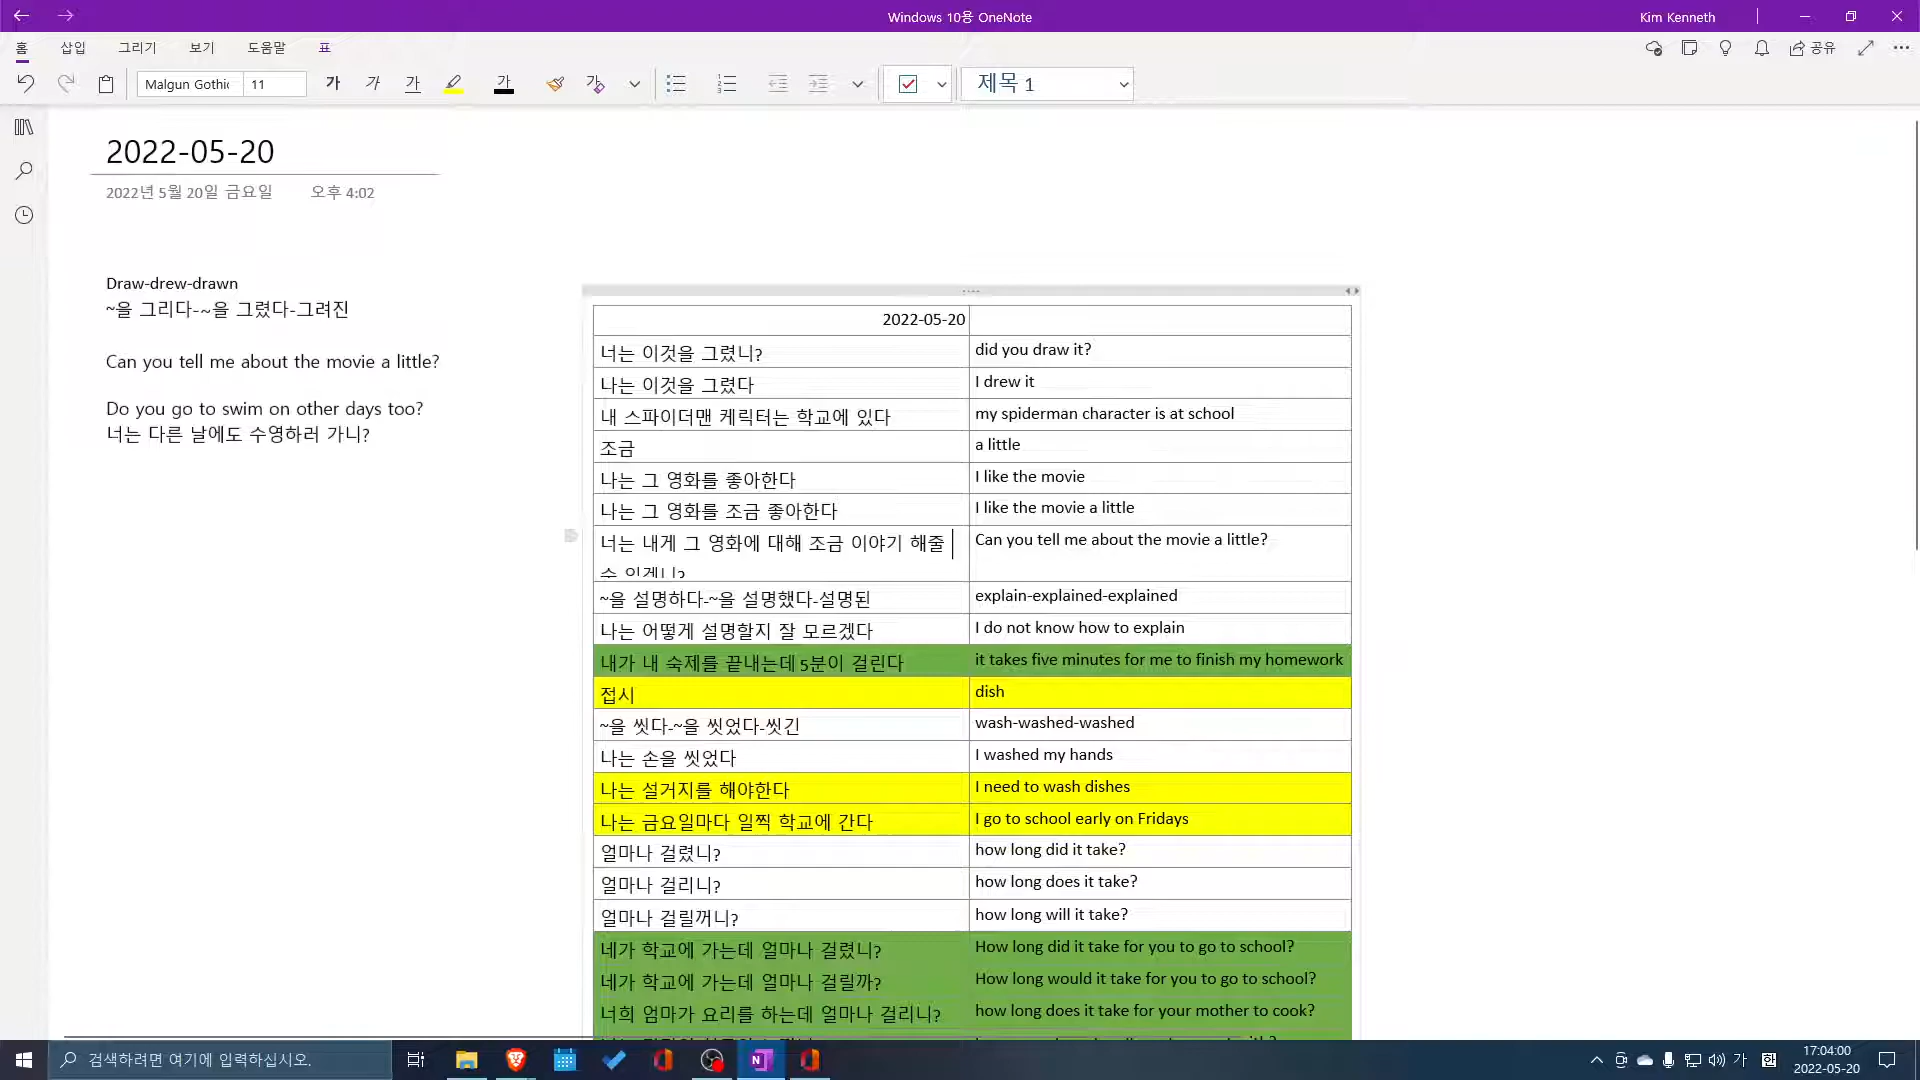 Windows 10용 OneNote
Kim Kenneth
홈 삽입 그리기 보기 도움말 표
공유
Malgun Gothic 11 가 가 가 가 가 제목 1
2022-05-20
2022년 5월 20일 금요일 오후 4:02
Draw-drew-drawn
~을 그리다-~을 그렸다-그려진
Can you tell me about the movie a little?
Do you go to swim on other days too?
너는 다른 날에도 수영하러 가니?
2022-05-20
너는 이것을 그렸니? did you draw it?
나는 이것을 그렸다 I drew it
내 스파이더맨 케릭터는 학교에 있다 my spiderman character is at school
조금 a little
나는 그 영화를 좋아한다 I like the movie
나는 그 영화를 조금 좋아한다 I like the movie a little
너는 내게 그 영화에 대해 조금 이야기 해줄 Can you tell me about the movie a little?
수 있겠니?
~을 설명하다-~을 설명했다-설명된 explain-explained-explained
나는 어떻게 설명할지 잘 모르겠다 I do not know how to explain
내가 내 숙제를 끝내는데 5분이 걸린다 it takes five minutes for me to finish my homework
접시 dish
~을 씻다-~을 씻었다-씻긴 wash-washed-washed
나는 손을 씻었다 I washed my hands
나는 설거지를 해야한다 I need to wash dishes
나는 금요일마다 일찍 학교에 간다 I go to school early on Fridays
얼마나 걸렸니? how long did it take?
얼마나 걸리니? how long does it take?
얼마나 걸릴꺼니? how long will it take?
네가 학교에 가는데 얼마나 걸렸니? How long did it take for you to go to school?
네가 학교에 가는데 얼마나 걸릴까? How long would it take for you to go to school?
너희 엄마가 요리를 하는데 얼마나 걸리니? how long does it take for your mother to cook?
검색하려면 여기에 입력하십시오.
가 한
17:04:00
2022-05-20